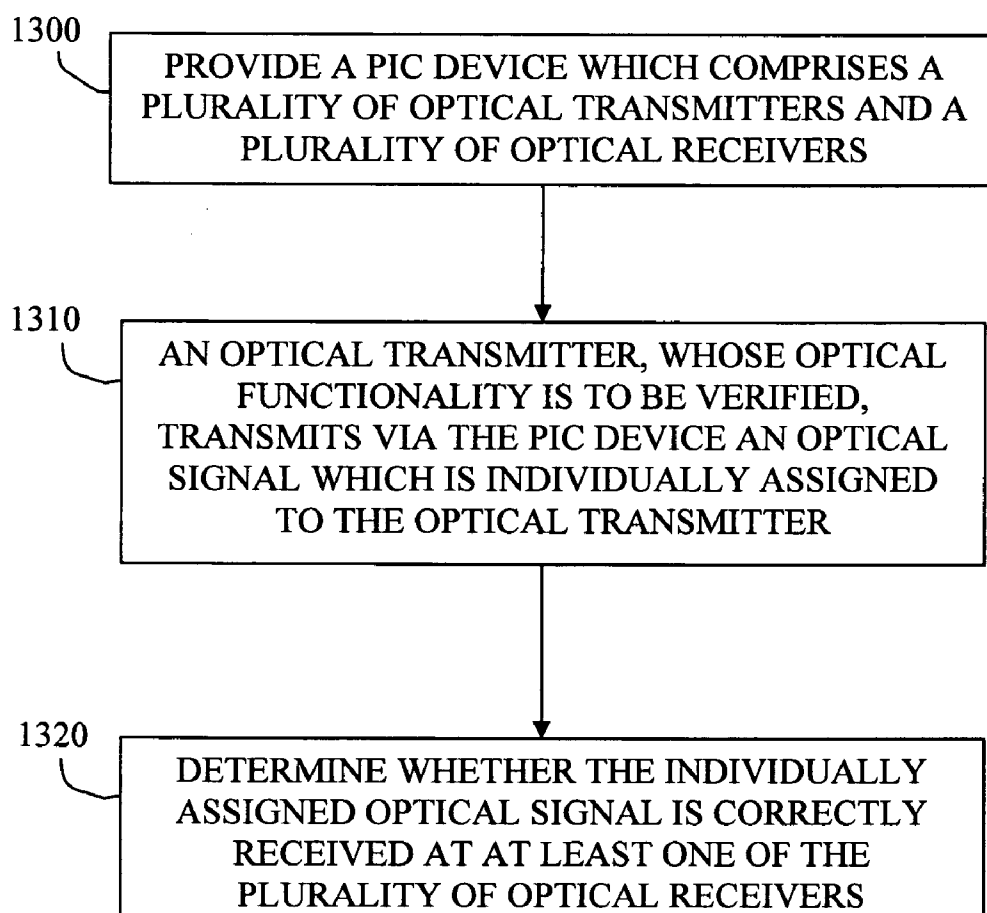 1300
PROVIDE A PIC DEVICE WHICH COMPRISES A
PLURALITY OF OPTICAL TRANSMITTERS AND A
PLURALITY OF OPTICAL RECEIVERS
1310
AN OPTICAL TRANSMITTER, WHOSE OPTICAL
FUNCTIONALITY IS TO BE VERIFIED,
TRANSMITS VIA THE PIC DEVICE AN OPTICAL
SIGNAL WHICH IS INDIVIDUALLY ASSIGNED
TO THE OPTICAL TRANSMITTER
1320
DETERMINE WHETHER THE INDIVIDUALLY
ASSIGNED OPTICAL SIGNAL IS CORRECTLY
RECEIVED AT AT LEAST ONE OF THE
PLURALITY OF OPTICAL RECEIVERS